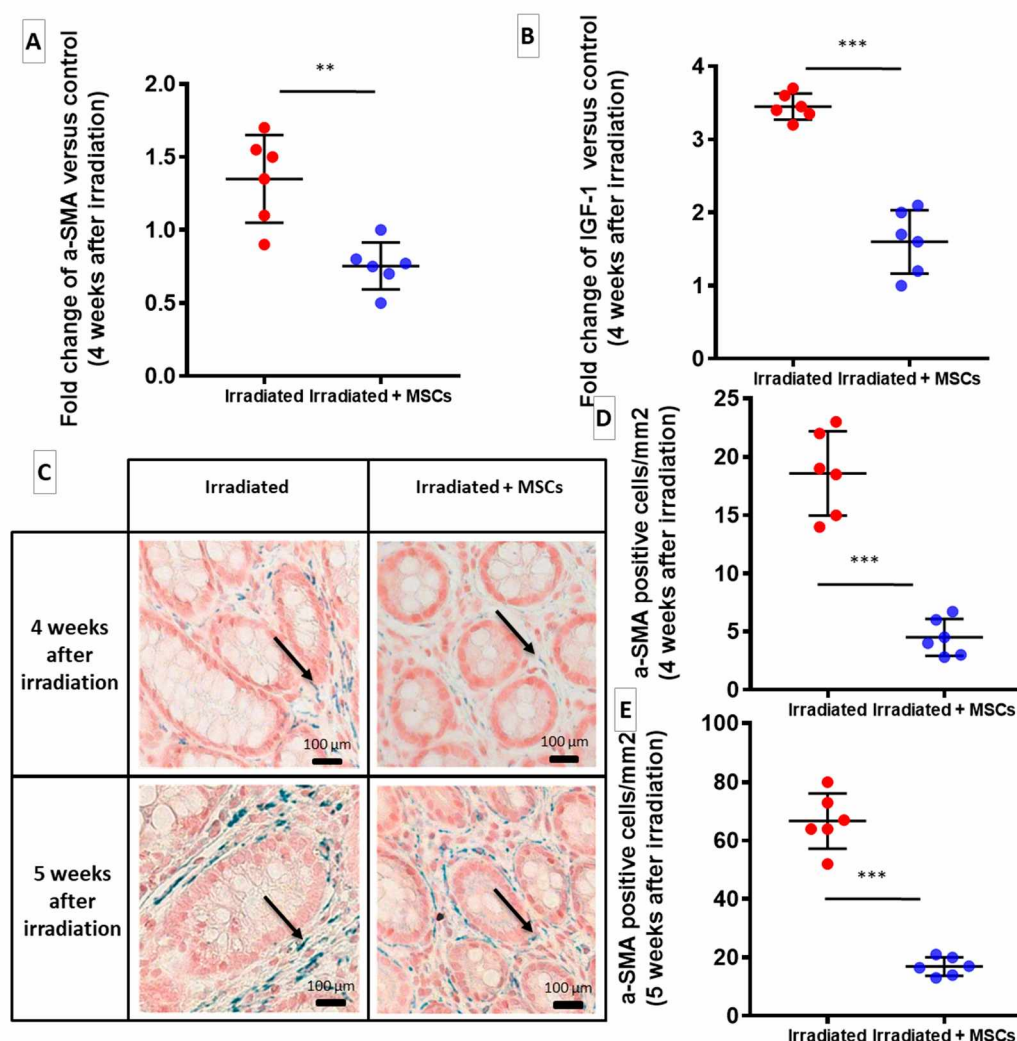 A
Fold change of a-SMA versus control
(4 weeks after irradiation)
2.0
1.5
1.0
0.5
0.0
**
Irradiated Irradiated + MSCs
B
Fold change of IGF-1 versus control
(4 weeks after irradiation)
4
3
2
1
0
***
Irradiated Irradiated + MSCs
C
Irradiated
Irradiated + MSCs
4 weeks
after
irradiation
100 µm
100 µm
5 weeks
after
irradiation
100 µm
100 µm
D
a-SMA positive cells/mm2
(4 weeks after irradiation)
25
20
15
10
5
0
***
Irradiated Irradiated + MSCs
E
a-SMA positive cells/mm2
(5 weeks after irradiation)
100
80
60
40
20
0
***
Irradiated Irradiated + MSCs